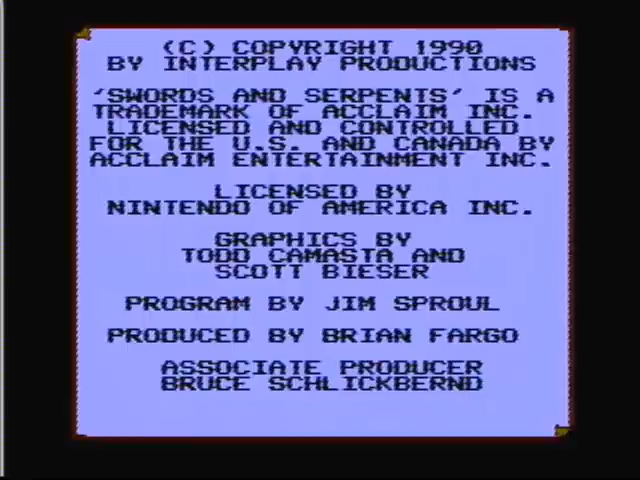 (C) COPYRIGHT 1990
BY INTERPLAY PRODUCTIONS
'SWORDS AND SERPENTS' IS A
TRADEMARK OF ACCLAIM INC.
LICENSED AND CONTROLLED
FOR THE U.S. AND CANADA BY
ACCLAIM ENTERTAINMENT INC.
LICENSED BY
NINTENDO OF AMERICA INC.
GRAPHICS BY
TODD CAMASTA AND
SCOTT BIESER
PROGRAM BY JIM SPROUL
PRODUCED BY BRIAN FARGO
ASSOCIATE PRODUCER
BRUCE SCHLICKBERND